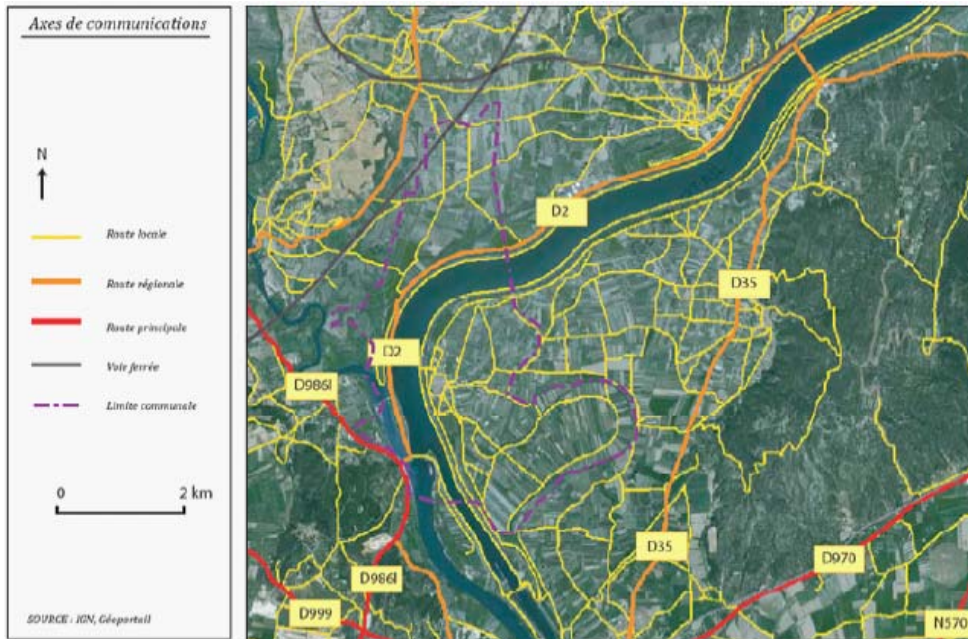 Axes de communications
N
Route locale
Route régionale
Route principale
Voie ferrée
Limite communale
0 2 km
SOURCE : IGN, Géoportail
D2
D35
D2
D986l
D35
D970
D986l
D999
N570